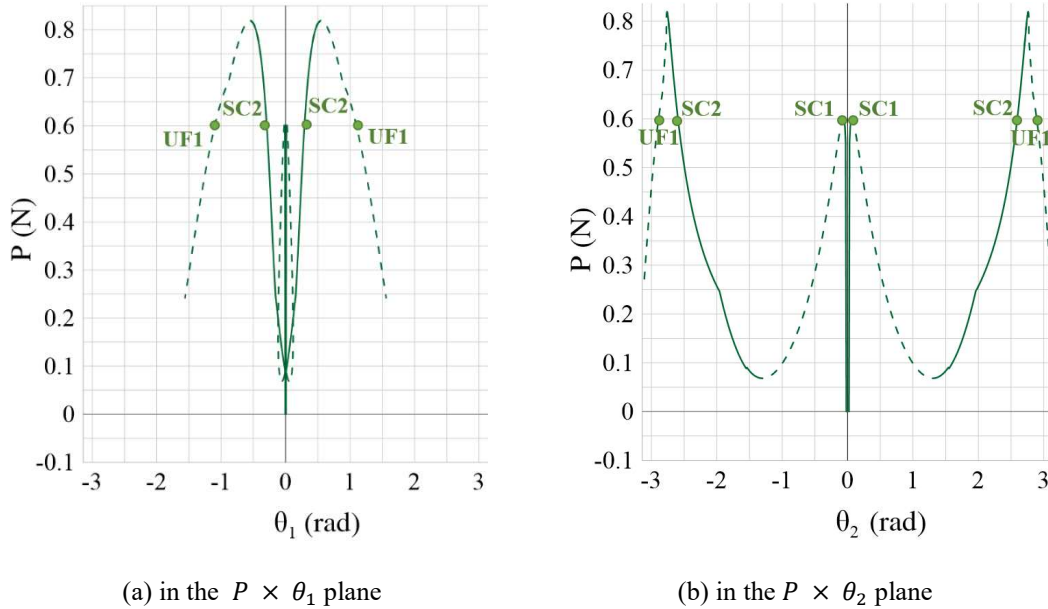 0.8
0.7
0.6
0.5
0.4
0.3
0.2
0.1
0
-0.1
P (N)
-3 -2 -1 0 1 2 3
θ1 (rad)
SC2 SC2
UF1 UF1
(a) in the P × θ1 plane
0.8
0.7
0.6
0.5
0.4
0.3
0.2
0.1
0
-0.1
P (N)
-3 -2 -1 0 1 2 3
θ2 (rad)
SC2 SC1 SC1 SC2
UF1 UF1
(b) in the P × θ2 plane